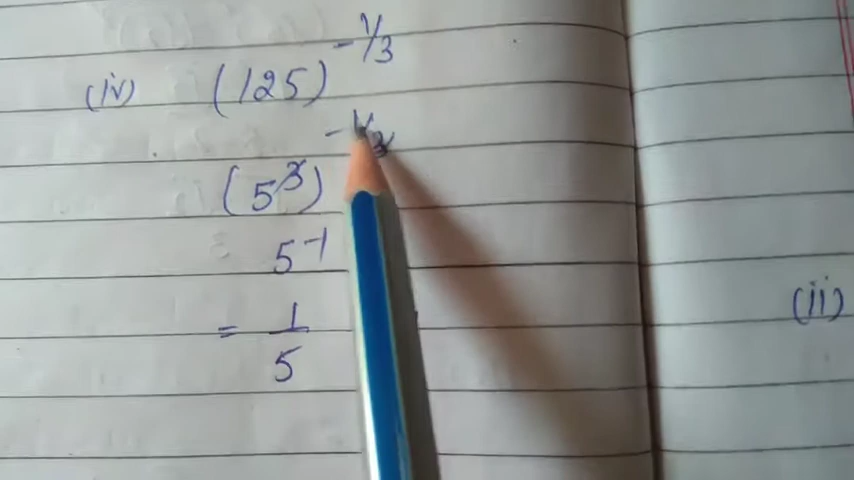 (iv) (125)^-1/3
(5^3)^-1/3
5^-1
= 1/5
(ii)